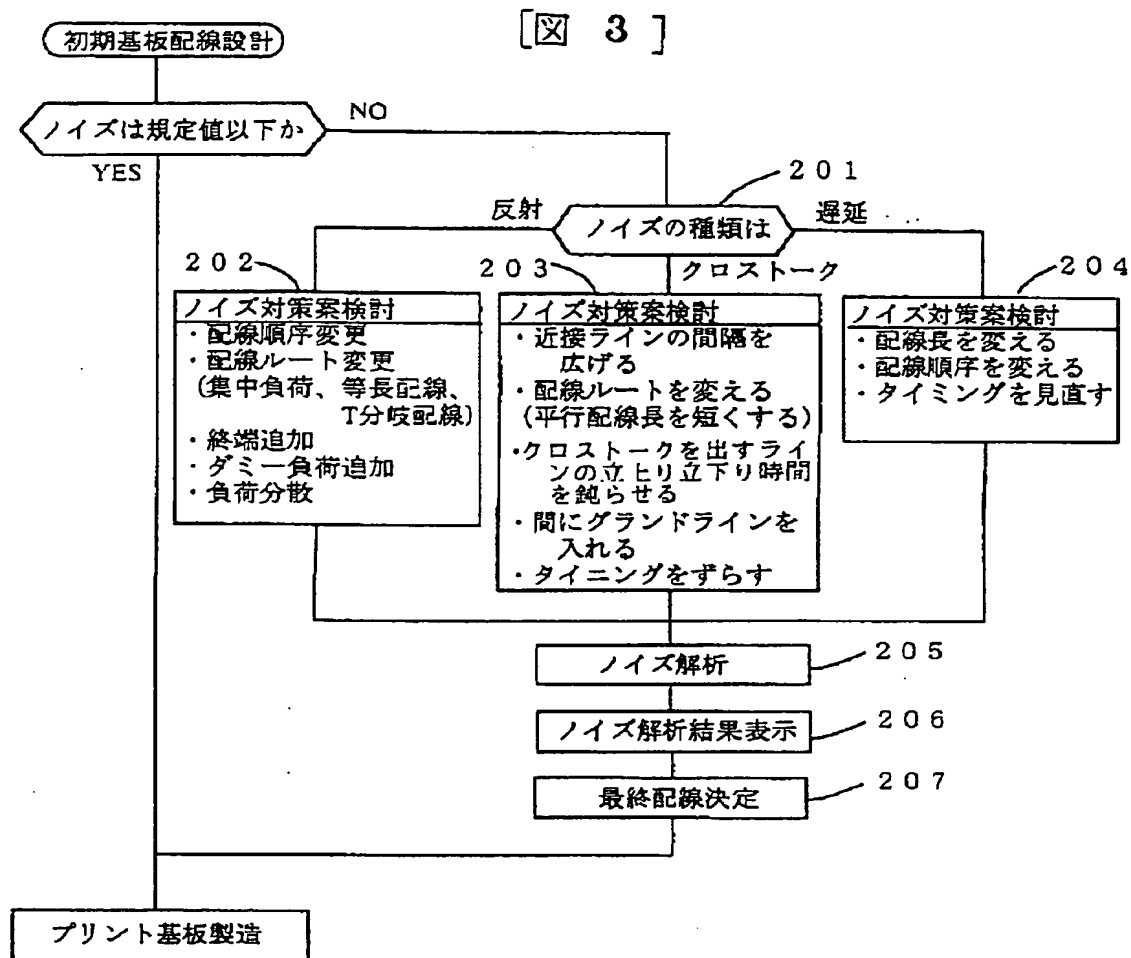 [図 3]
初期基板配線設計
ノイズは規定値以下か
NO
YES
201
ノイズの種類は
反射
遅延
クロストーク
202
ノイズ対策案検討
・配線順序変更
・配線ルート変更
(集中負荷、等長配線、
T分岐配線)
・終端追加
・ダミー負荷追加
・負荷分散
203
ノイズ対策案検討
・近接ラインの間隔を
広げる
・配線ルートを変える
(平行配線長を短くする)
・クロストークを出すライ
ンの立上り立下り時間
を鈍らせる
・間にグランドラインを
入れる
・タイニングをずらす
204
ノイズ対策案検討
・配線長を変える
・配線順序を変える
・タイミングを見直す
ノイズ解析
205
ノイズ解析結果表示
206
最終配線決定
207
プリント基板製造